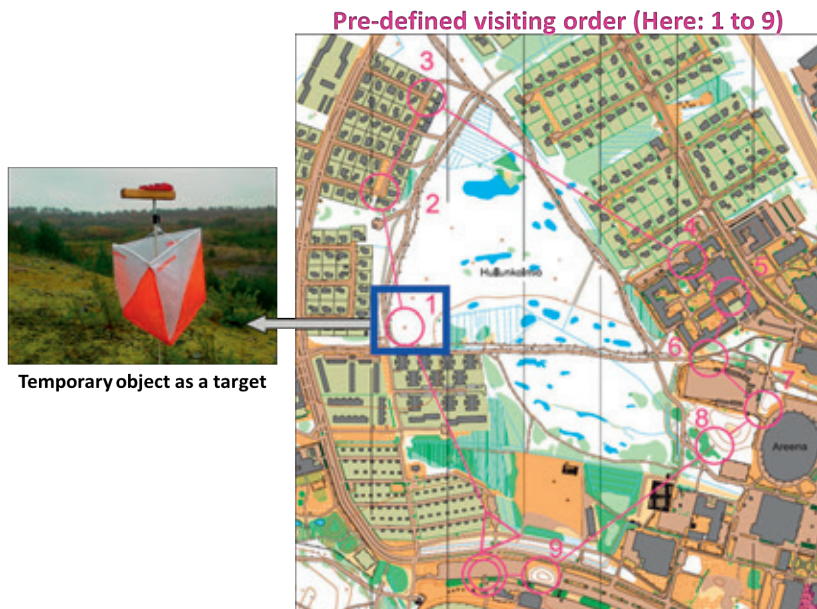 Pre-defined visiting order (Here: 1 to 9)
3
2
4
5
Hullunkolmio
1
6
7
8
Areena
9
Temporary object as a target